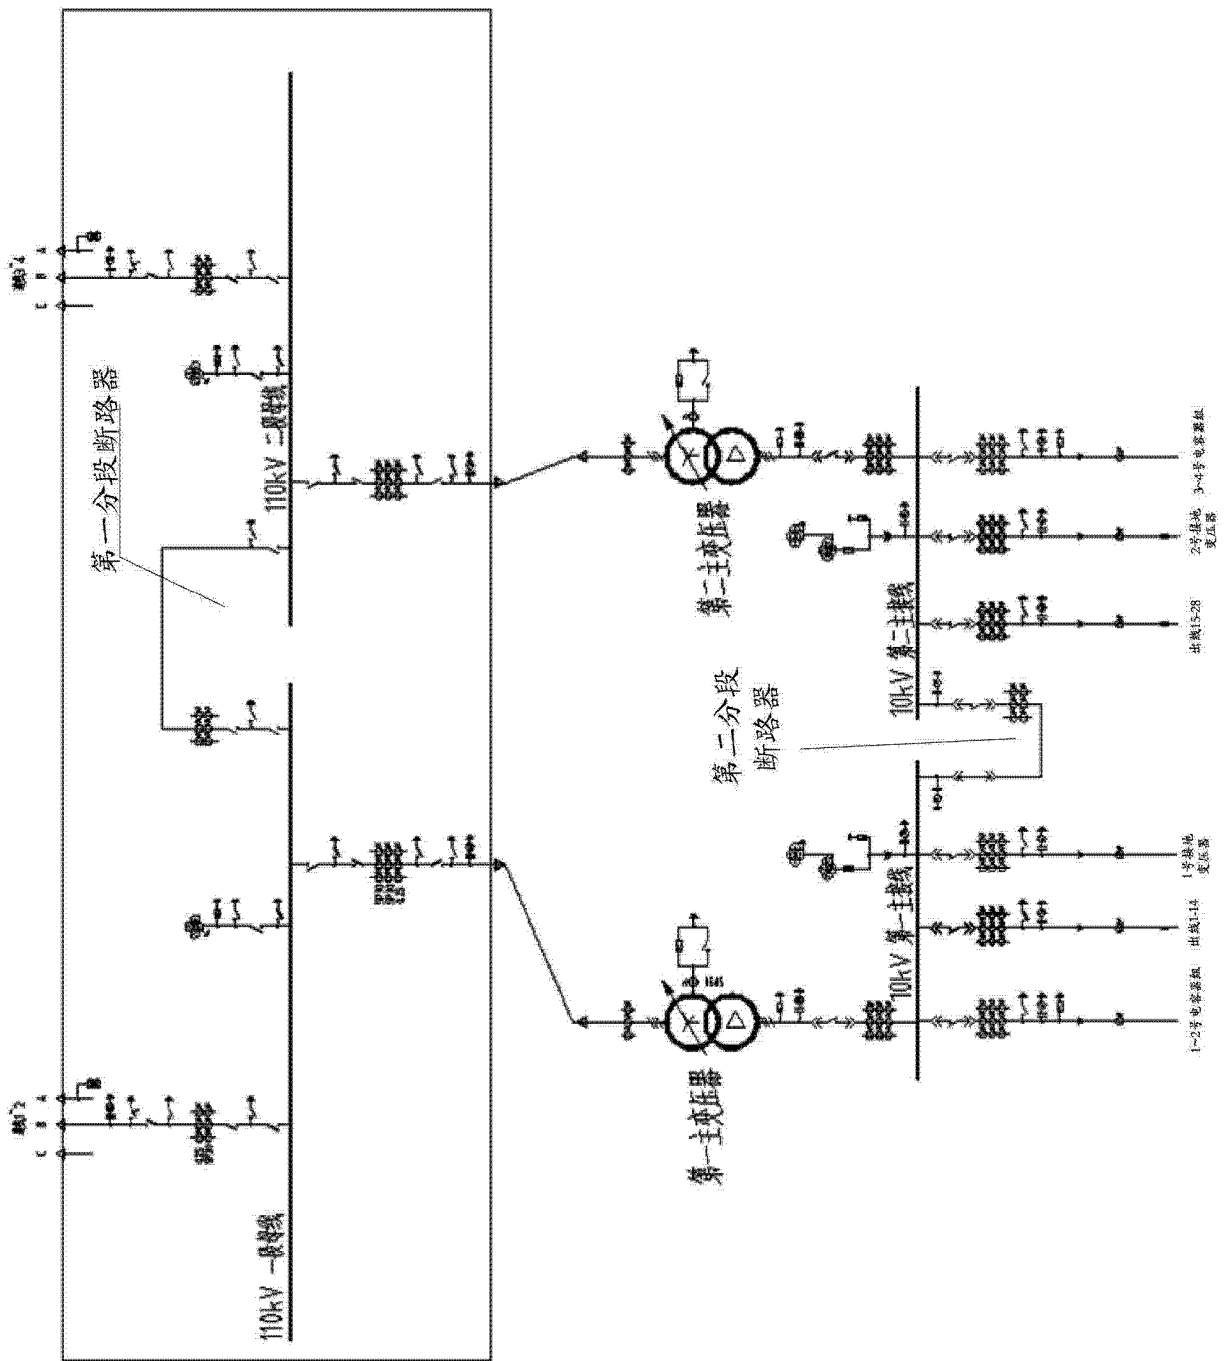 C
B
A
C
B
A
第一分段断路器
110kV 一段母线
110kV 二段母线
第一主变压器
第二主变压器
第二分段
断路器
10kV 第一主接线
10kV 第二主接线
1~2号电容器组
出线1-14
1号接地
变压器
出线15-28
2号接地
变压器
3~4号电容器组